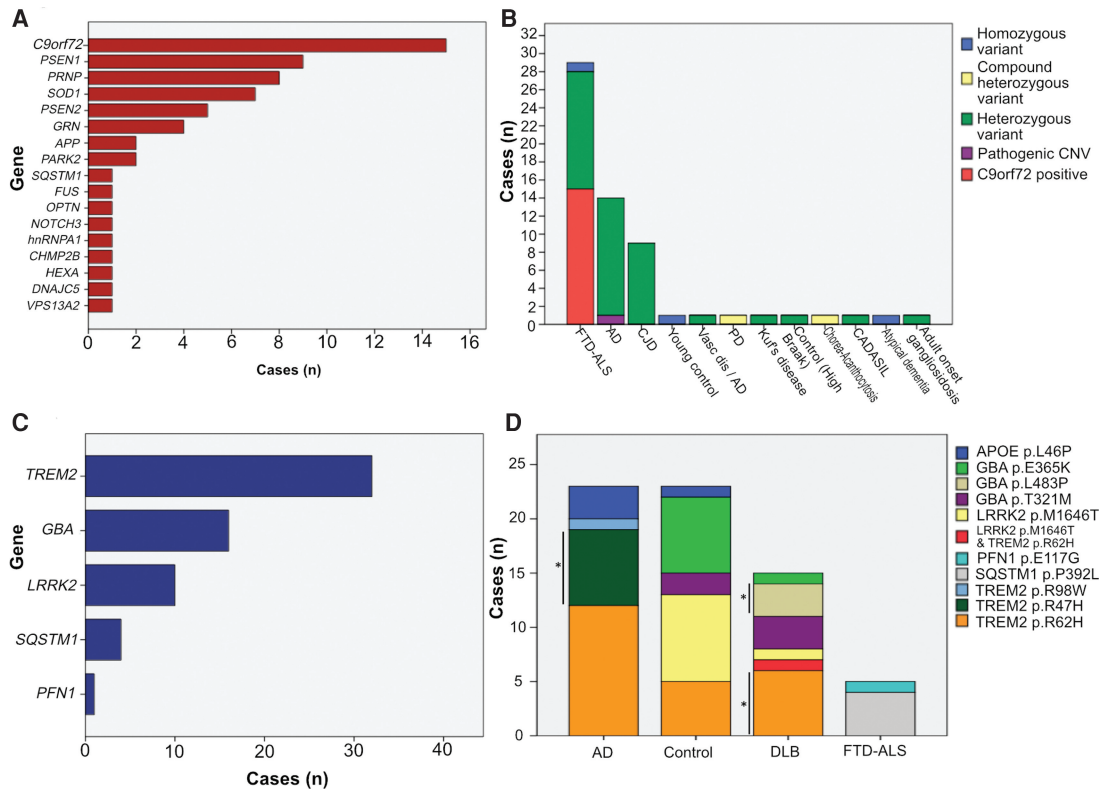 A
C9orf72
PSEN1
PRNP
SOD1
PSEN2
GRN
APP
PARK2
SQSTM1
FUS
OPTN
NOTCH3
hnRNPA1
CHMP2B
HEXA
DNAJC5
VPS13A2
Gene
0 2 4 6 8 10 12 14 16
Cases (n)
B
32
30
28
26
24
22
20
18
16
14
12
10
8
6
4
2
0
Cases (n)
FTD-ALS
AD
CJD
Young control
Vasc dis / AD
PD
Kuf's disease
Control (High
Braak)
Chorea-Acanthocytosis
CADASIL
Atypical dementia
Adult onset
gangliosidosis
Homozygous
variant
Compound
heterozygous
variant
Heterozygous
variant
Pathogenic CNV
C9orf72 positive
C
TREM2
GBA
LRRK2
SQSTM1
PFN1
Gene
0 10 20 30 40
Cases (n)
D
25
20
15
10
5
0
Cases (n)
*
*
*
AD Control DLB FTD-ALS
APOE p.L46P
GBA p.E365K
GBA p.L483P
GBA p.T321M
LRRK2 p.M1646T
LRRK2 p.M1646T
& TREM2 p.R62H
PFN1 p.E117G
SQSTM1 p.P392L
TREM2 p.R98W
TREM2 p.R47H
TREM2 p.R62H